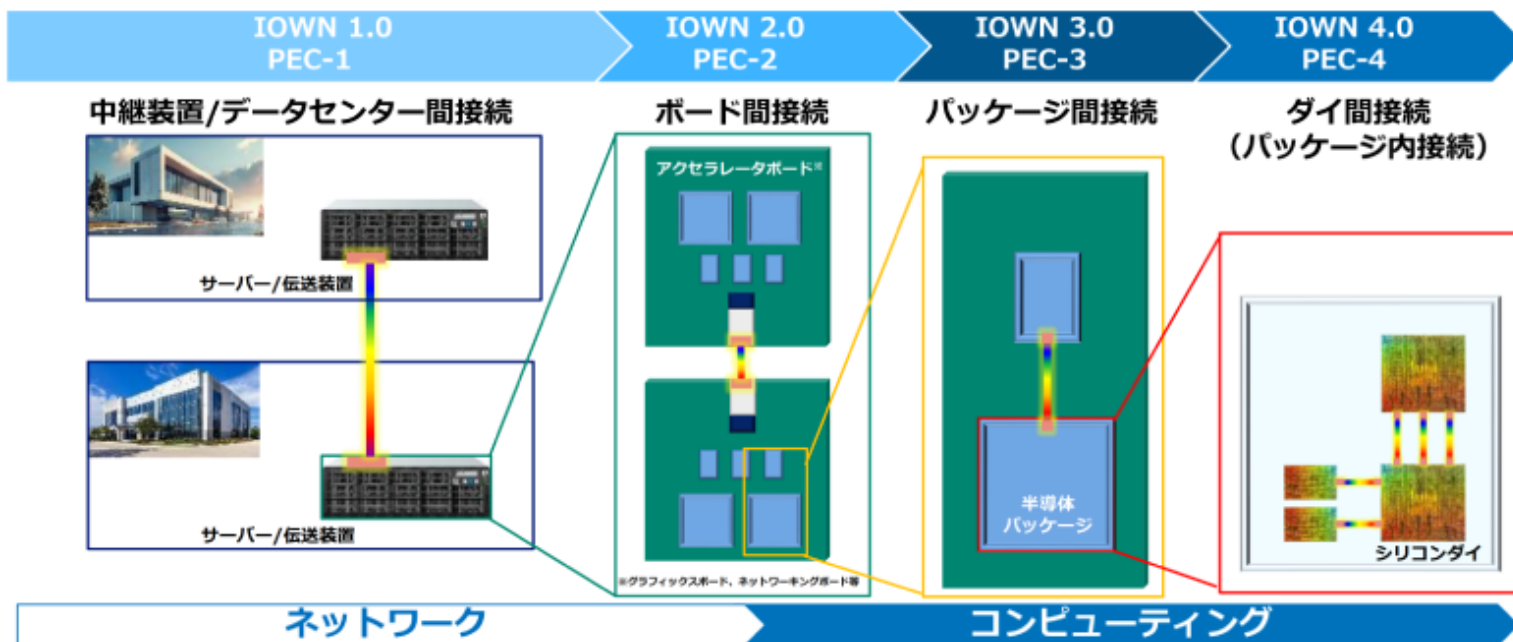 IOWN 1.0
PEC-1
IOWN 2.0
PEC-2
IOWN 3.0
PEC-3
IOWN 4.0
PEC-4
中継装置/データセンター間接続
ボード間接続
パッケージ間接続
ダイ間接続
(パッケージ内接続)
サーバー/伝送装置
サーバー/伝送装置
アクセラレータボード※
※グラフィックスボード、ネットワーキングボード等
半導体
パッケージ
シリコンダイ
ネットワーク
コンピューティング